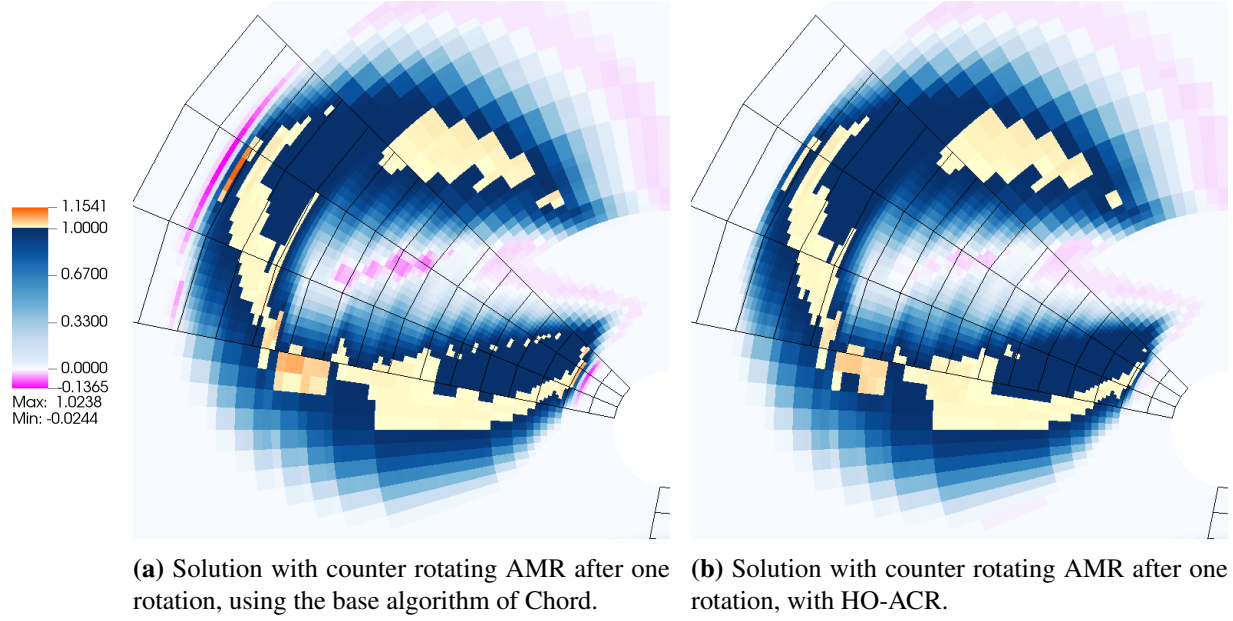 1.1541
1.0000
0.6700
0.3300
0.0000
-0.1365
Max: 1.0238
Min: -0.0244
(a) Solution with counter rotating AMR after one
rotation, using the base algorithm of Chord.
(b) Solution with counter rotating AMR after one
rotation, with HO-ACR.